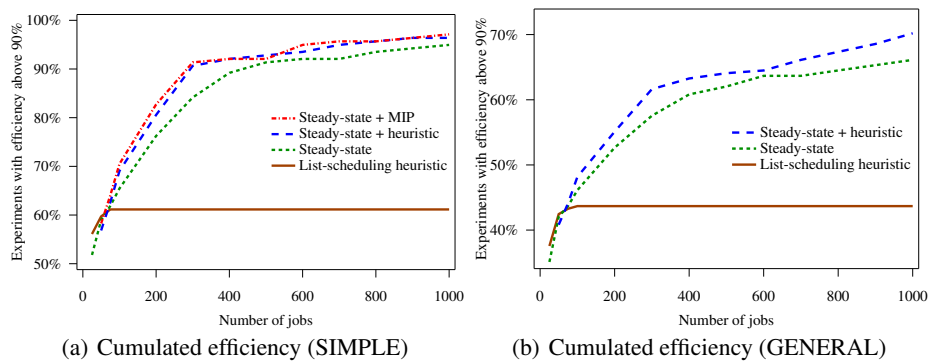 Experiments with efficiency above 90%
100%
90%
80%
70%
60%
50%
Steady-state + MIP
Steady-state + heuristic
Steady-state
List-scheduling heuristic
0 200 400 600 800 1000
Number of jobs
(a) Cumulated efficiency (SIMPLE)
Experiments with efficiency above 90%
70%
60%
50%
40%
Steady-state + heuristic
Steady-state
List-scheduling heuristic
0 200 400 600 800 1000
Number of jobs
(b) Cumulated efficiency (GENERAL)